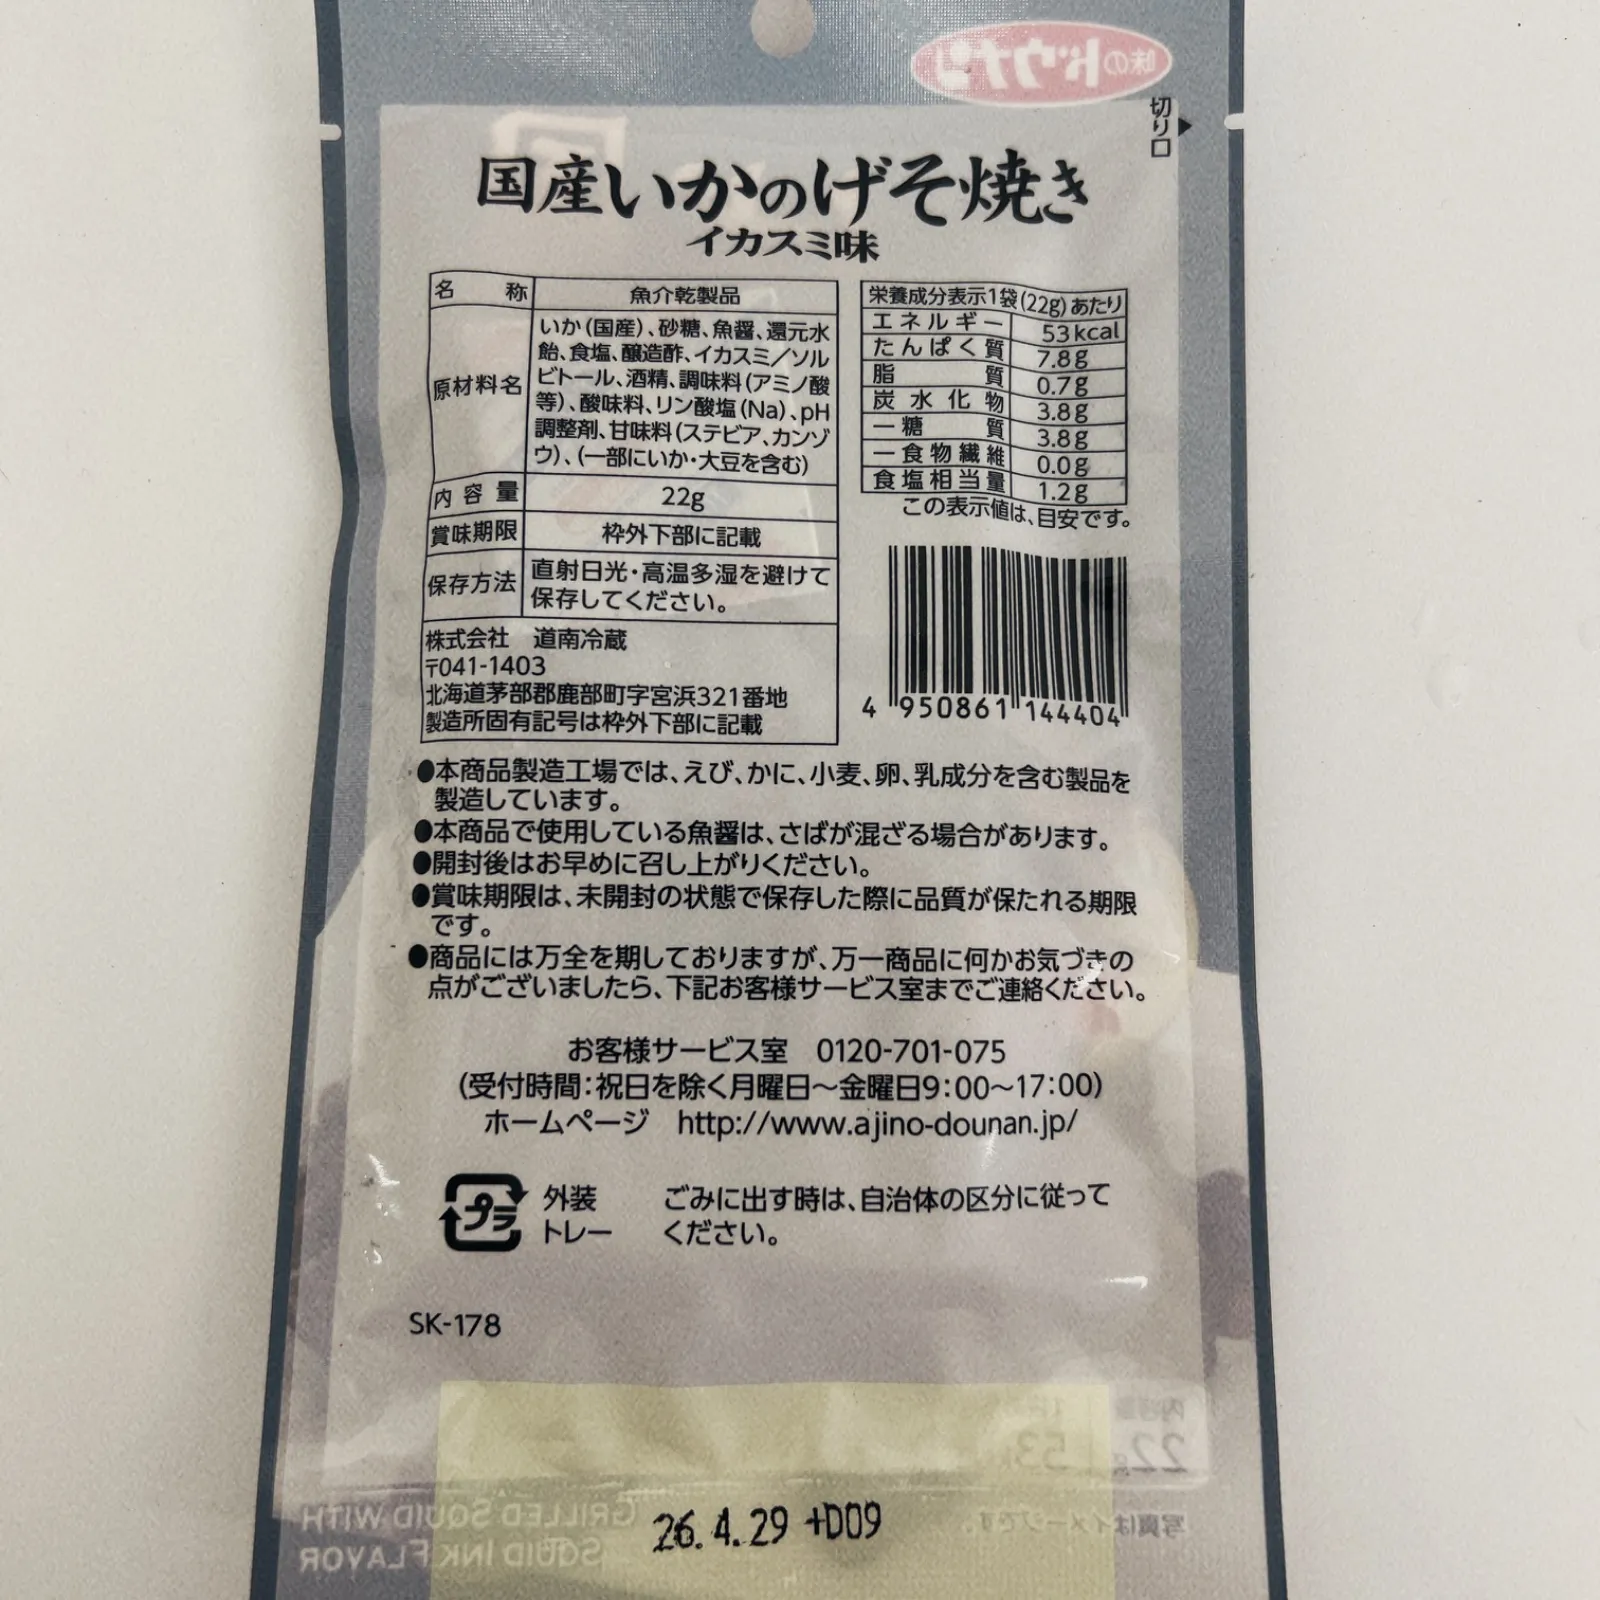 味のドウナン
切り口
国産いかのげそ焼き
イカスミ味
名称 魚介乾製品
原材料名 いか(国産)、砂糖、魚醤、還元水
飴、食塩、醸造酢、イカスミ/ソル
ビトール、酒精、調味料(アミノ酸
等)、酸味料、リン酸塩(Na)、pH
調整剤、甘味料(ステビア、カンゾ
ウ)、(一部にいか・大豆を含む)
内容量 22g
賞味期限 枠外下部に記載
保存方法 直射日光・高温多湿を避けて
保存してください。
株式会社 道南冷蔵
〒041-1403
北海道茅部郡鹿部町字宮浜321番地
製造所固有記号は枠外下部に記載
栄養成分表示1袋(22g)あたり
エネルギー 53kcal
たんぱく質 7.8g
脂質 0.7g
炭水化物 3.8g
ー糖質 3.8g
ー食物繊維 0.0g
食塩相当量 1.2g
この表示値は、目安です。
4 950861 144404
●本商品製造工場では、えび、かに、小麦、卵、乳成分を含む製品を
製造しています。
●本商品で使用している魚醤は、さばが混ざる場合があります。
●開封後はお早めに召し上がりください。
●賞味期限は、未開封の状態で保存した際に品質が保たれる期限
です。
●商品には万全を期しておりますが、万一商品に何かお気づきの
点がございましたら、下記お客様サービス室までご連絡ください。
お客様サービス室 0120-701-075
(受付時間:祝日を除く月曜日〜金曜日9:00〜17:00)
ホームページ http://www.ajino-dounan.jp/
プラ
外装
トレー
ごみに出す時は、自治体の区分に従って
ください。
SK-178
内容量
22g
53
GRILLED SQUID WITH
SQUID INK FLAVOR
写真はイメージです。
26.4.29 +D09